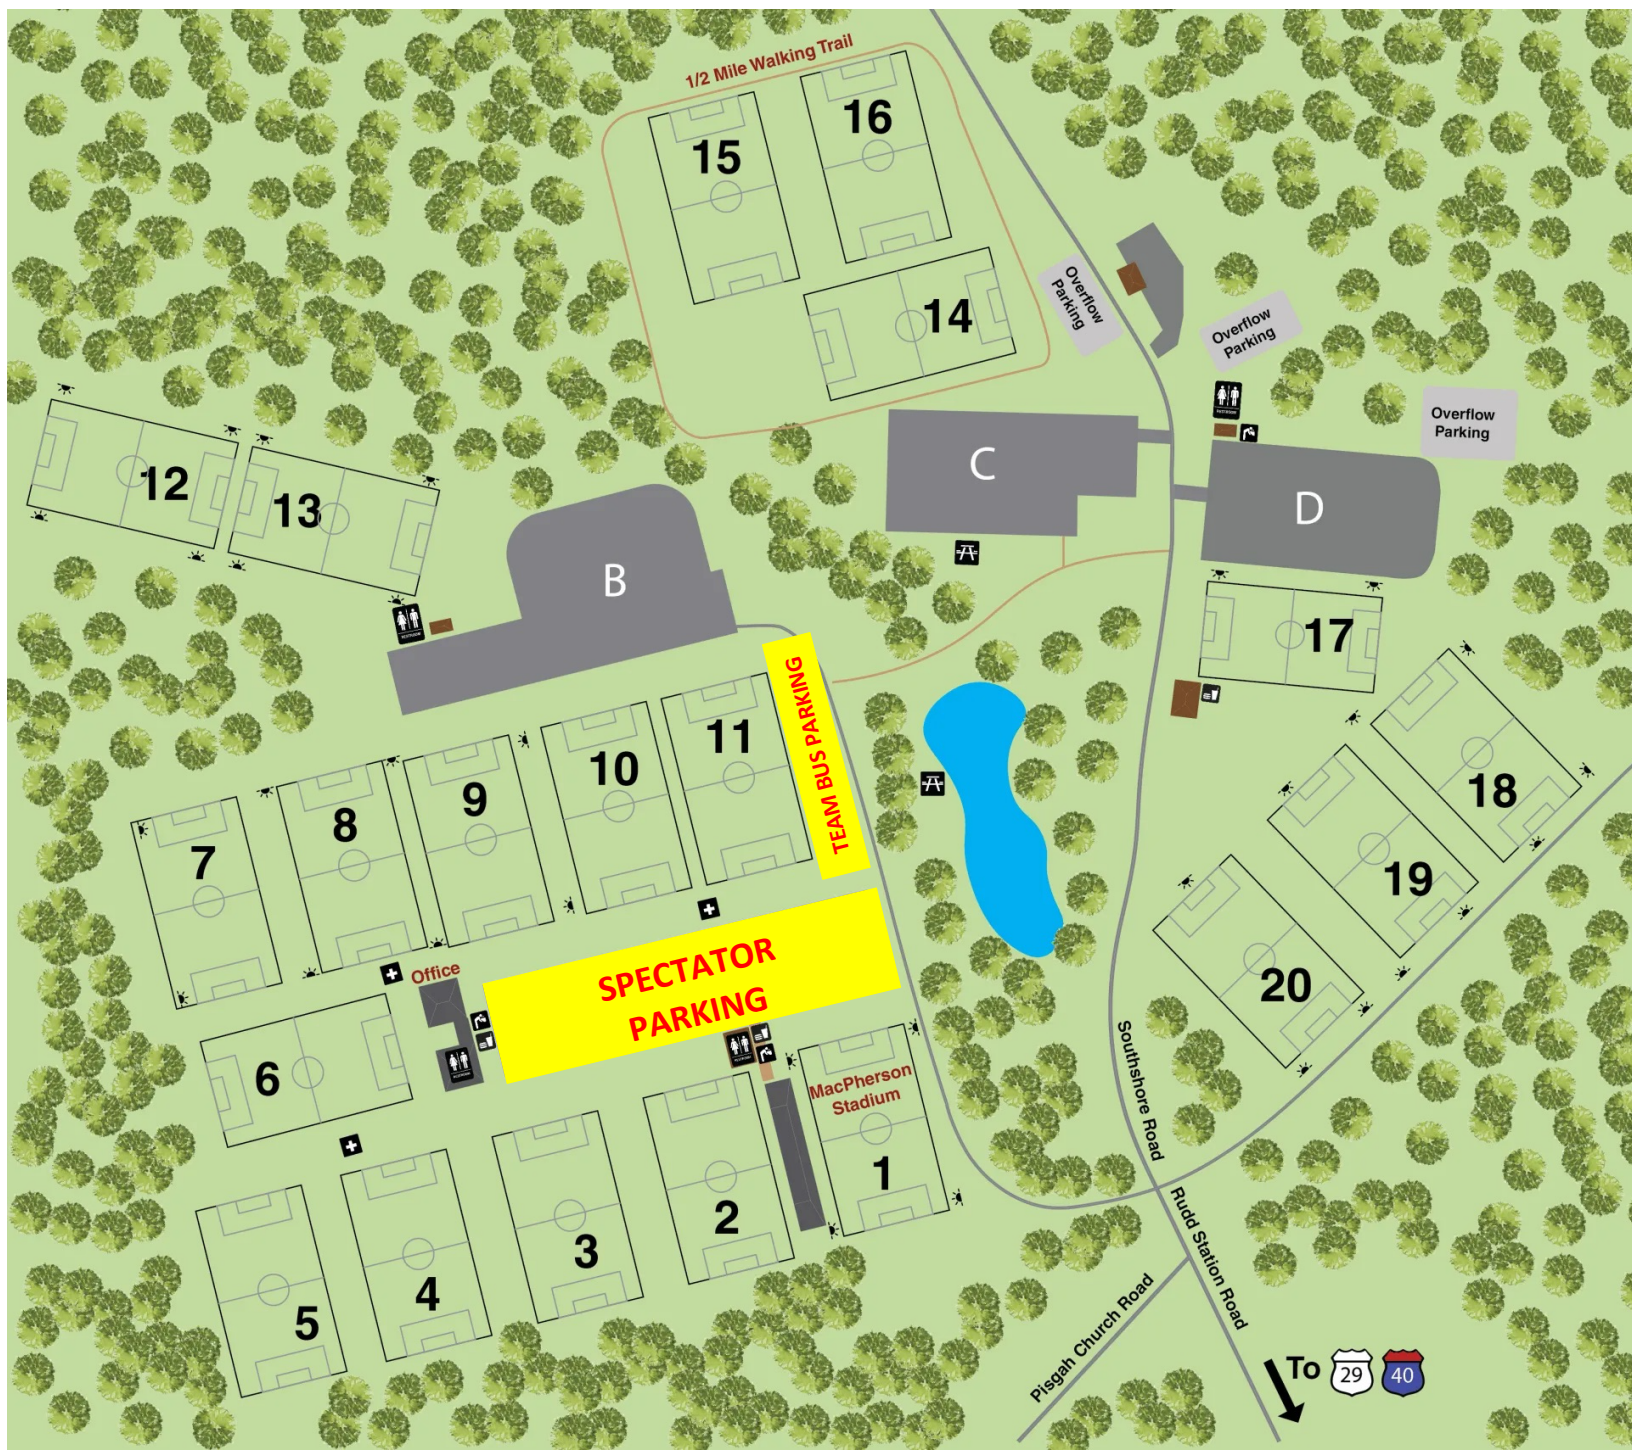 1/2 Mile Walking Trail
16
15
14
Overflow
Parking
Overflow
Parking
Overflow
Parking
C
D
12
13
B
17
TEAM BUS PARKING
11
10
9
8
7
18
19
20
SPECTATOR
PARKING
Office
6
MacPherson
Stadium
1
2
3
4
5
Southshore Road
Rudd Station Road
Pisgah Church Road
To 29 40